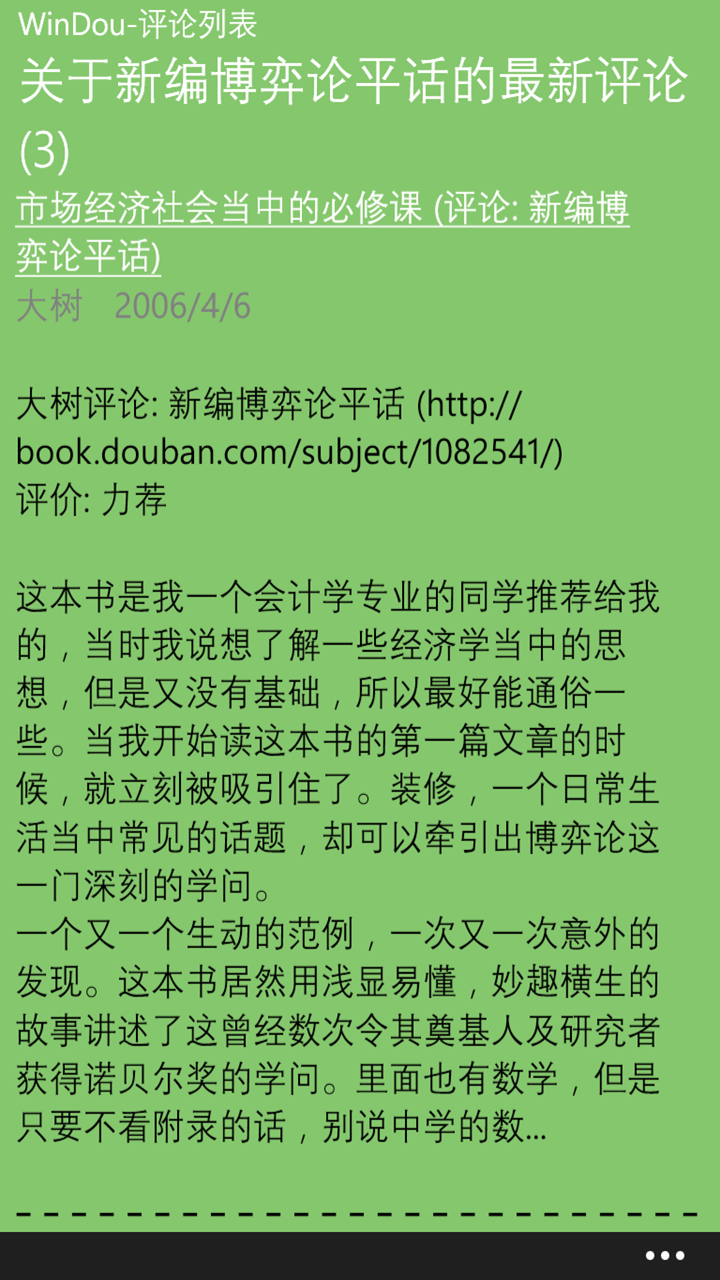 WinDou-评论列表
关于新编博弈论平话的最新评论
(3)
市场经济社会当中的必修课 (评论: 新编博
弈论平话)
大树 2006/4/6
大树评论: 新编博弈论平话 (http://
book.douban.com/subject/1082541/)
评价: 力荐
这本书是我一个会计学专业的同学推荐给我
的，当时我说想了解一些经济学当中的思
想，但是又没有基础，所以最好能通俗一
些。当我开始读这本书的第一篇文章的时
候，就立刻被吸引住了。装修，一个日常生
活当中常见的话题，却可以牵引出博弈论这
一门深刻的学问。
一个又一个生动的范例，一次又一次意外的
发现。这本书居然用浅显易懂，妙趣横生的
故事讲述了这曾经数次令其奠基人及研究者
获得诺贝尔奖的学问。里面也有数学，但是
只要不看附录的话，别说中学的数...